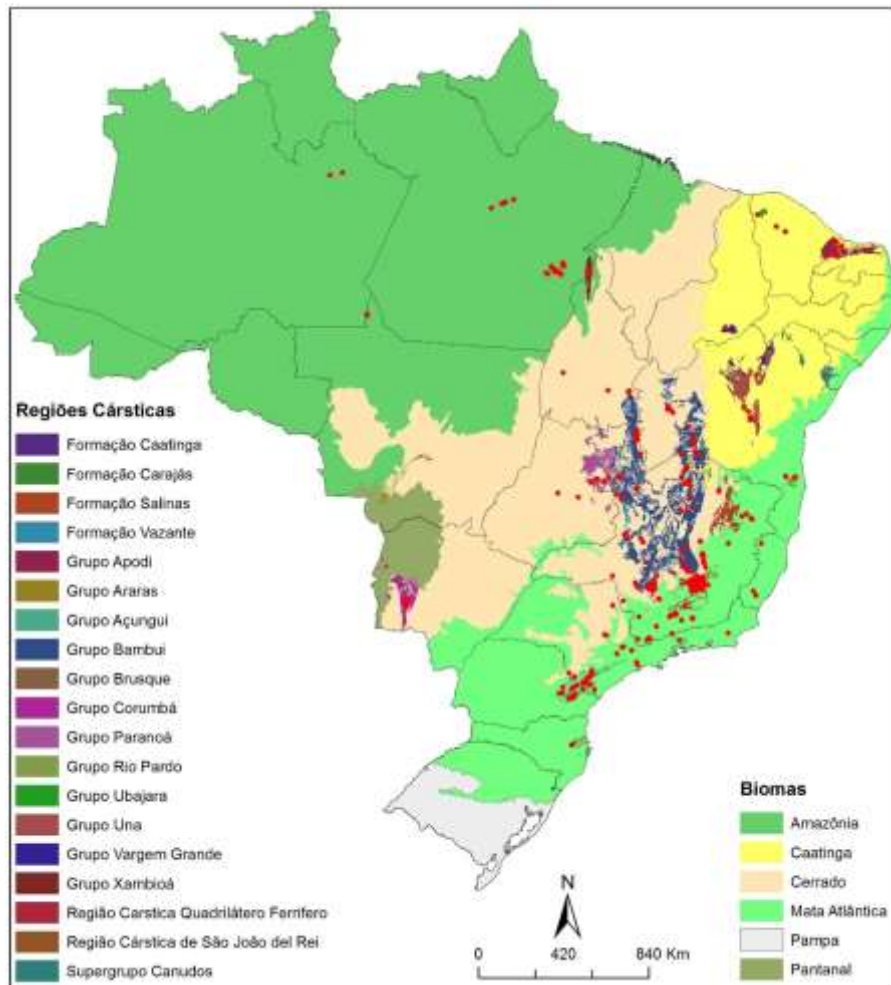 Regiões Cársticas
Formação Caatinga
Formação Carajás
Formação Salinas
Formação Vazante
Grupo Apodi
Grupo Araras
Grupo Açungui
Grupo Bambui
Grupo Brusque
Grupo Corumbá
Grupo Paranoá
Grupo Rio Pardo
Grupo Ubajara
Grupo Una
Grupo Vargem Grande
Grupo Xambioá
Região Carstica Quadrilátero Ferrifero
Região Cárstica de São João del Rei
Supergrupo Canudos
Biomas
Amazônia
Caatinga
Cerrado
Mata Atlântica
Pampa
Pantanal
N
0 420 840 Km